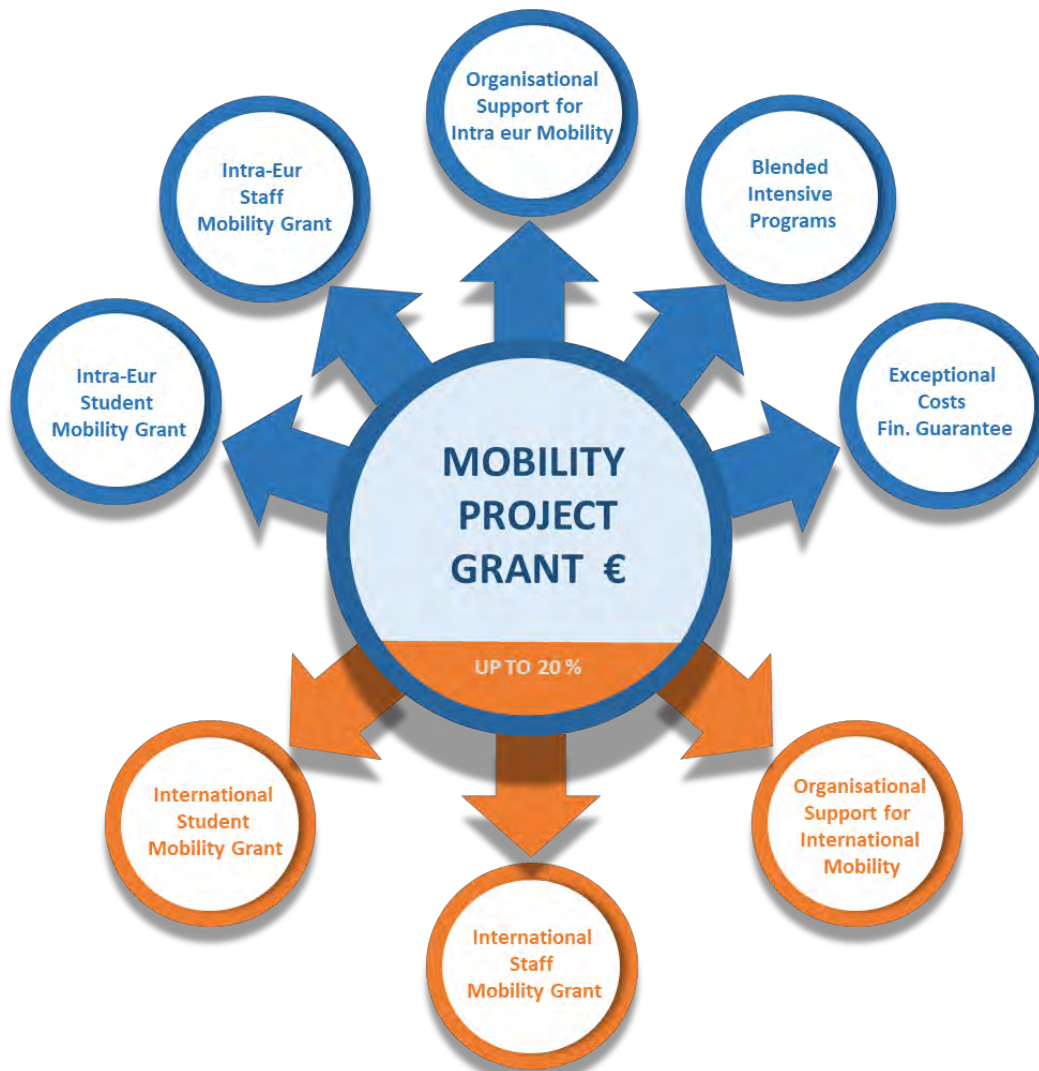 Organisational
Support for
Intra eur Mobility
Intra-Eur
Staff
Mobility Grant
Blended
Intensive
Programs
Intra-Eur
Student
Mobility Grant
Exceptional
Costs
Fin. Guarantee
MOBILITY
PROJECT
GRANT €
UP TO 20 %
International
Student
Mobility Grant
Organisational
Support for
International
Mobility
International
Staff
Mobility Grant